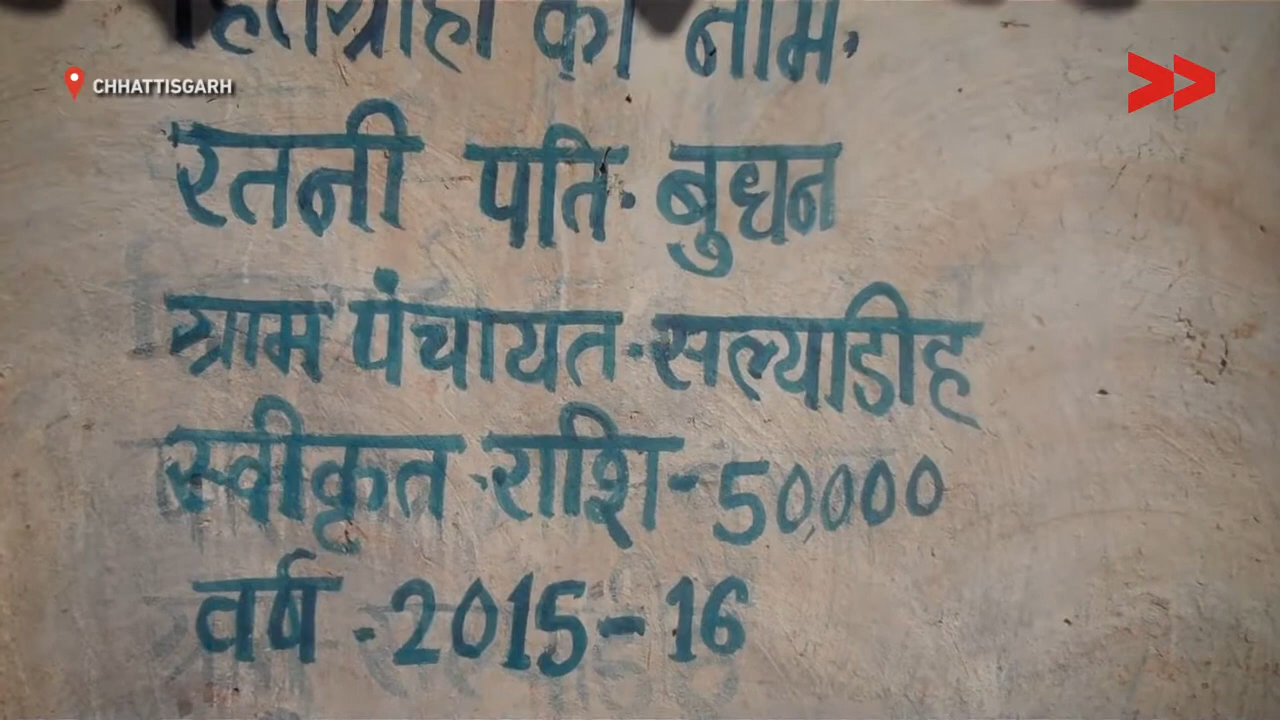 हितग्राही का नाम,
CHHATTISGARH
रतनी पति- बुधन
ग्राम पंचायत-सल्याडीह
स्वीकृत राशि-50000
वर्ष -2015-16